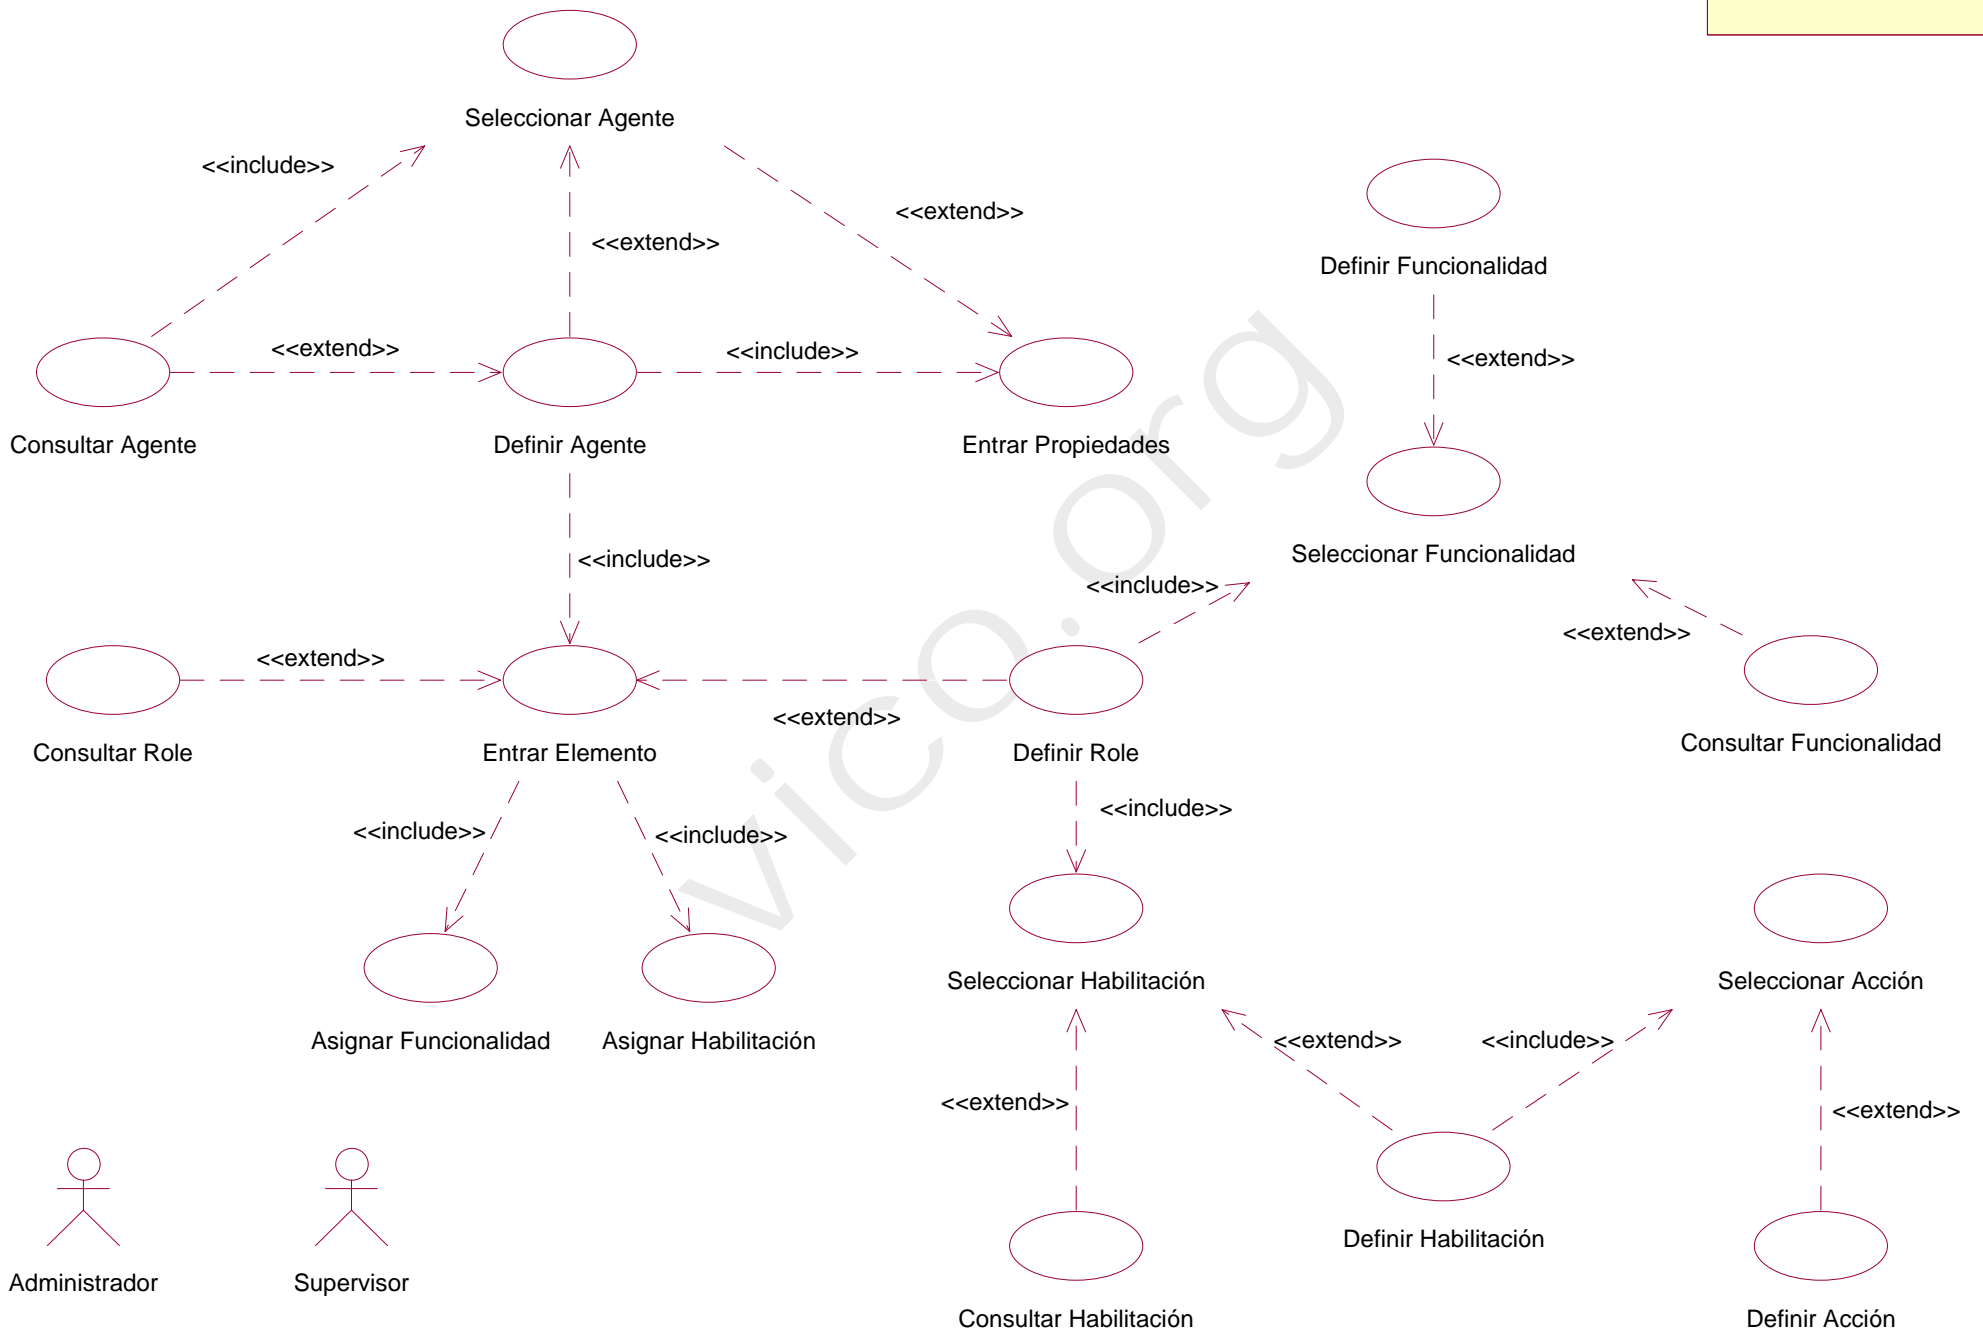 Seleccionar Agente
<<include>>
<<extend>>
<<extend>>
Definir Funcionalidad
<<extend>>
<<include>>
<<extend>>
Consultar Agente
Definir Agente
Entrar Propiedades
Seleccionar Funcionalidad
<<include>>
<<include>>
<<extend>>
<<extend>>
<<extend>>
Consultar Role
Entrar Elemento
Definir Role
Consultar Funcionalidad
<<include>>
<<include>>
<<include>>
Seleccionar Habilitación
Seleccionar Acción
Asignar Funcionalidad
Asignar Habilitación
<<extend>>
<<include>>
<<extend>>
<<extend>>
Definir Habilitación
Administrador
Supervisor
Consultar Habilitación
Definir Acción
vico.org